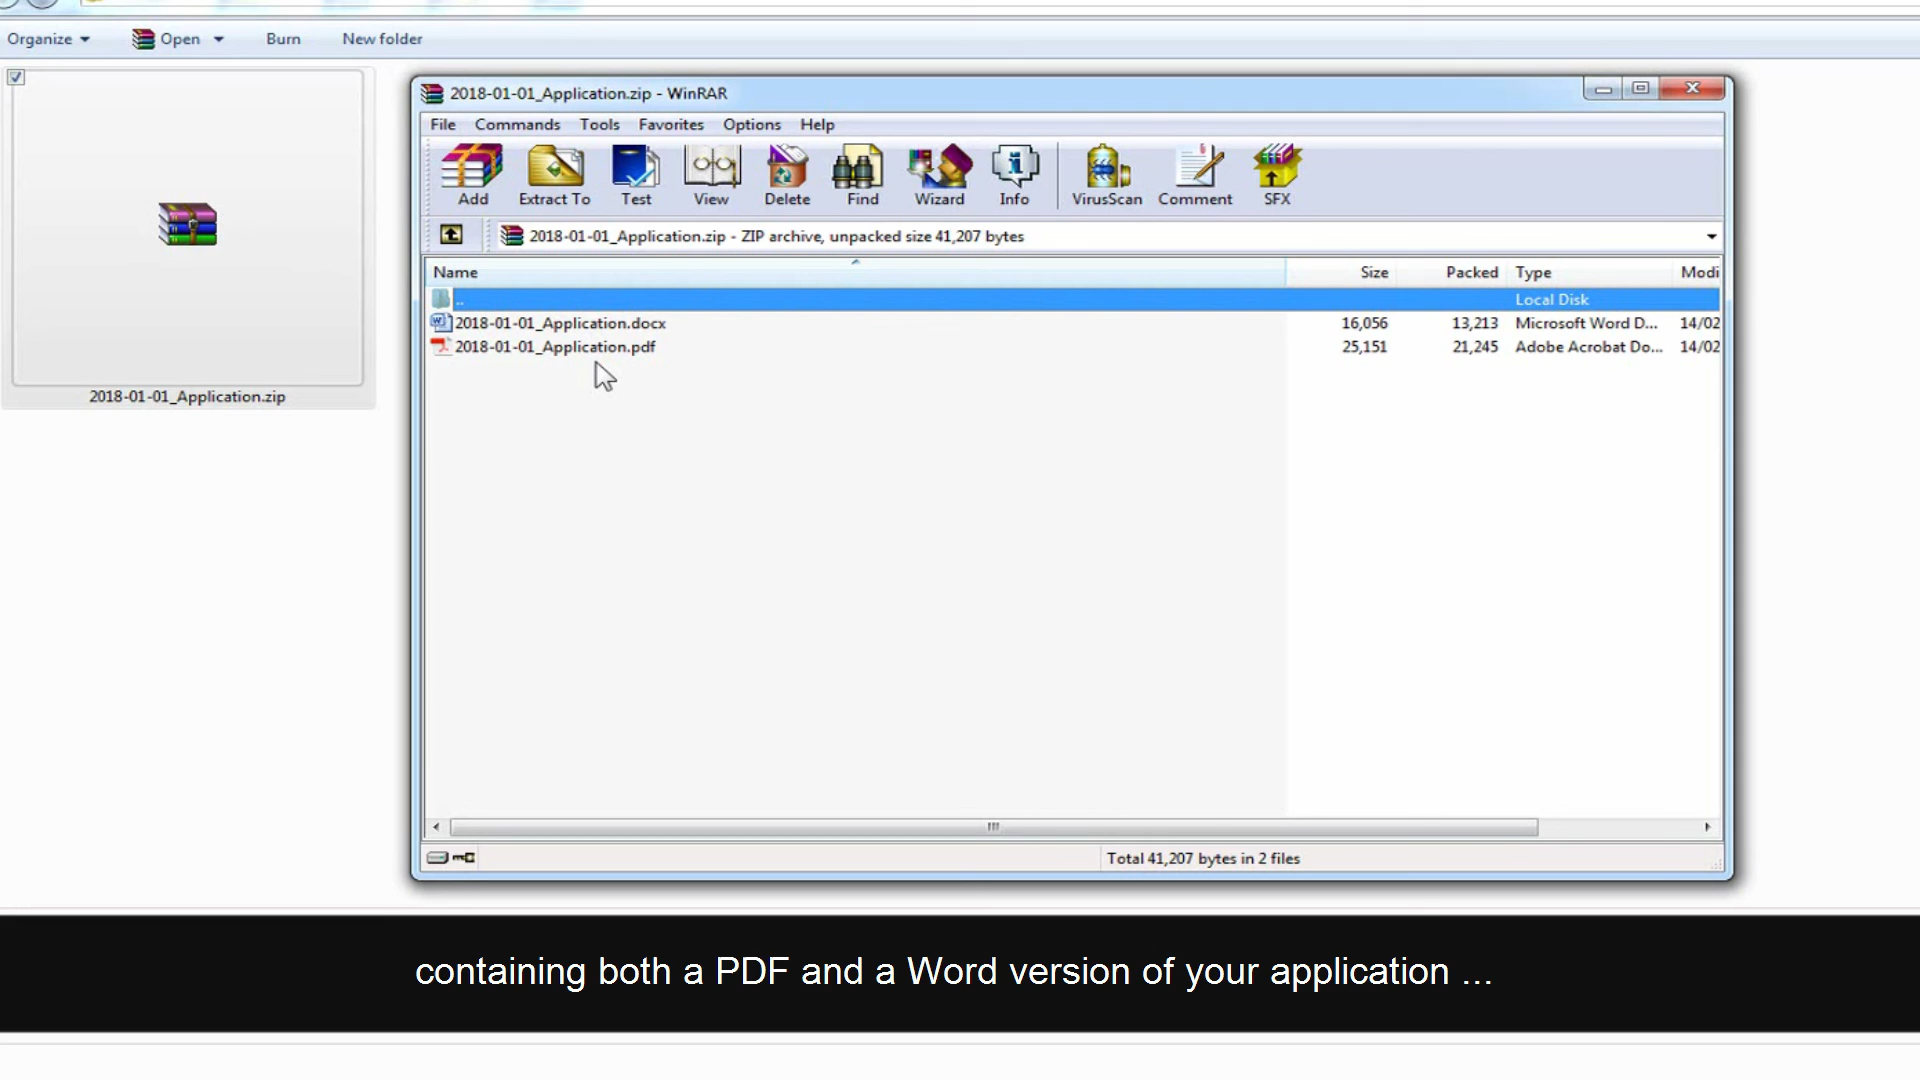 Organize Open Burn New folder
2018-01-01_Application.zip
2018-01-01_Application.zip - WinRAR
File Commands Tools Favorites Options Help
Add Extract To Test View Delete Find Wizard Info VirusScan Comment SFX
2018-01-01_Application.zip - ZIP archive, unpacked size 41,207 bytes
Name Size Packed Type Modi
.. Local Disk
2018-01-01_Application.docx 16,056 13,213 Microsoft Word D... 14/02
2018-01-01_Application.pdf 25,151 21,245 Adobe Acrobat Do... 14/02
Total 41,207 bytes in 2 files
containing both a PDF and a Word version of your application ...